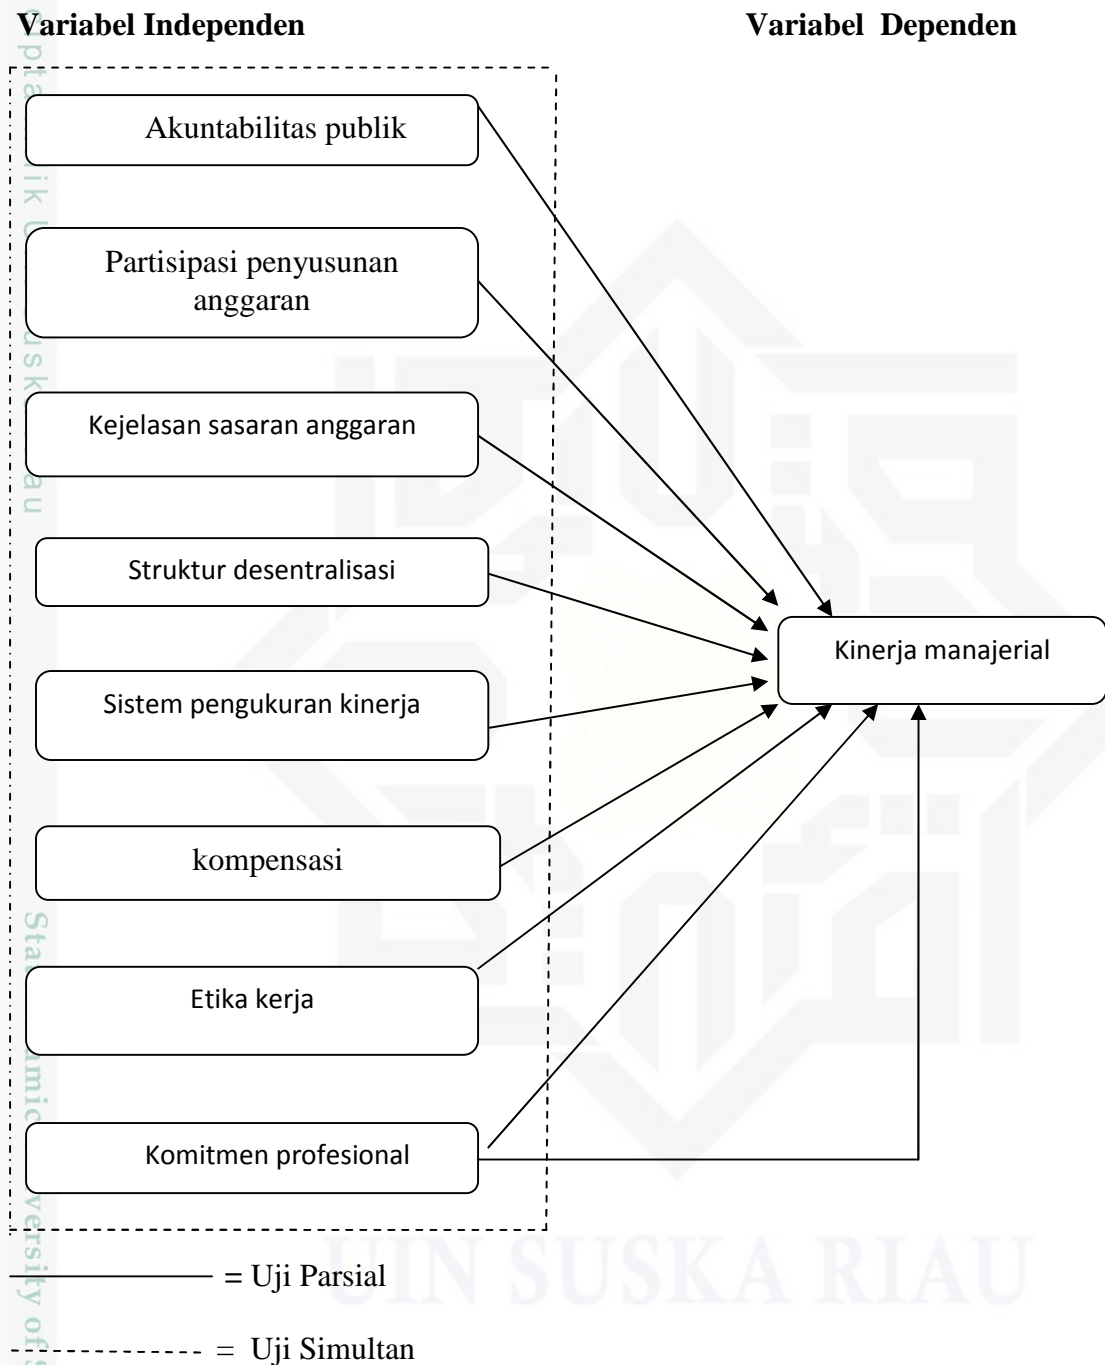 Variabel Independen
Variabel  Dependen
Akuntabilitas publik
Partisipasi penyusunan
anggaran
Kejelasan sasaran anggaran
Struktur desentralisasi
Sistem pengukuran kinerja
kompensasi
Etika kerja
Komitmen profesional
Kinerja manajerial
= Uji Parsial
= Uji Simultan
UIN SUSKA RIAU